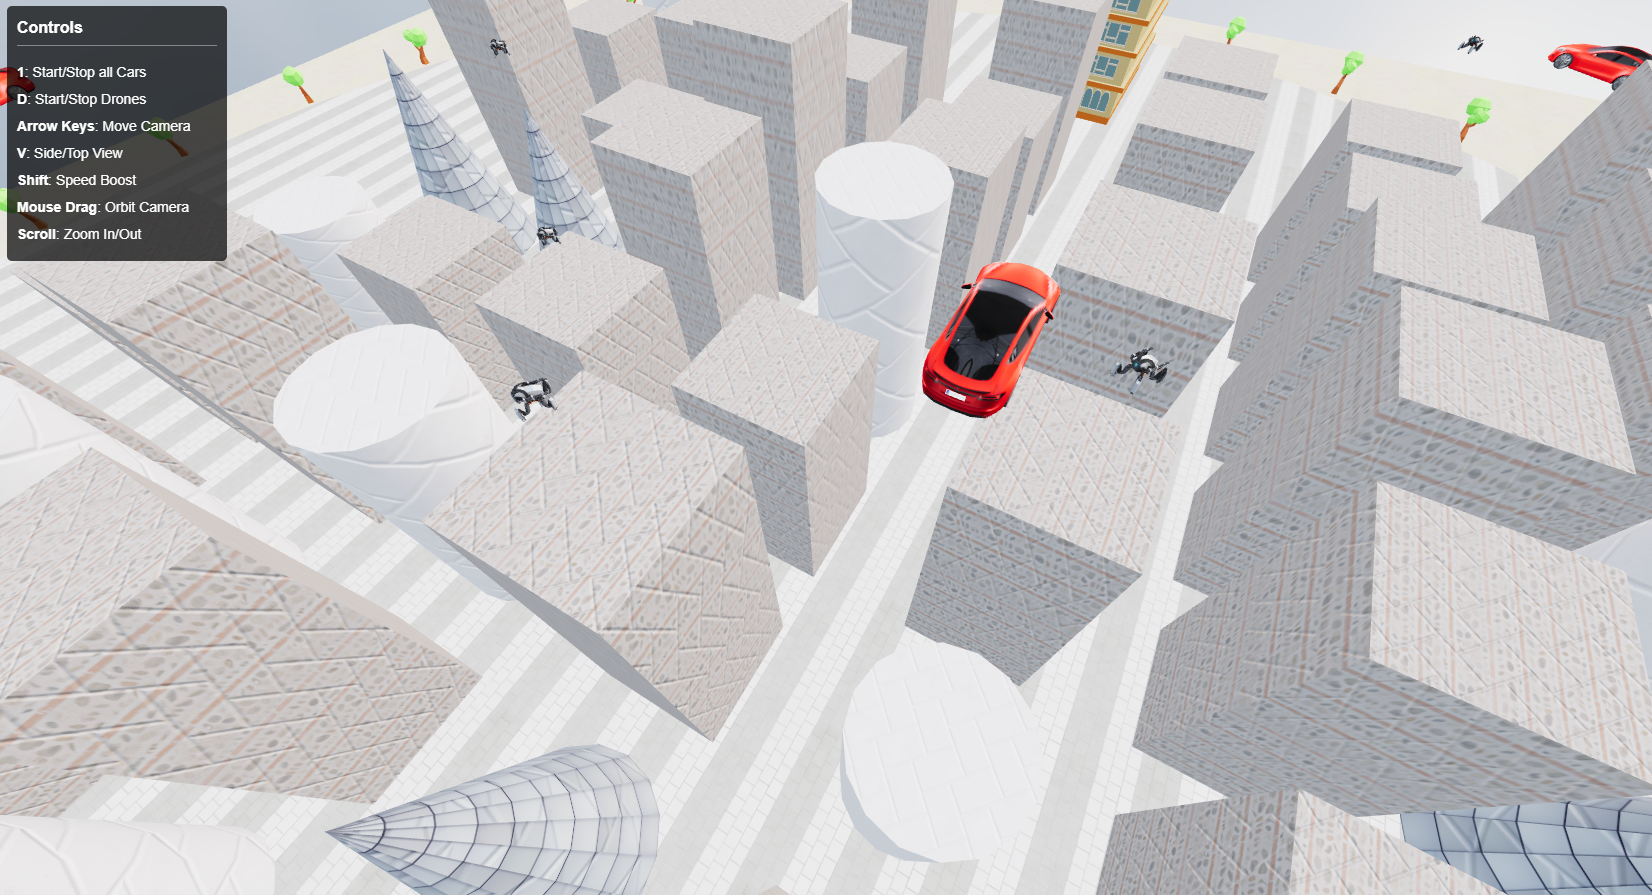 Controls
1: Start/Stop all Cars
D: Start/Stop Drones
Arrow Keys: Move Camera
V: Side/Top View
Shift: Speed Boost
Mouse Drag: Orbit Camera
Scroll: Zoom In/Out